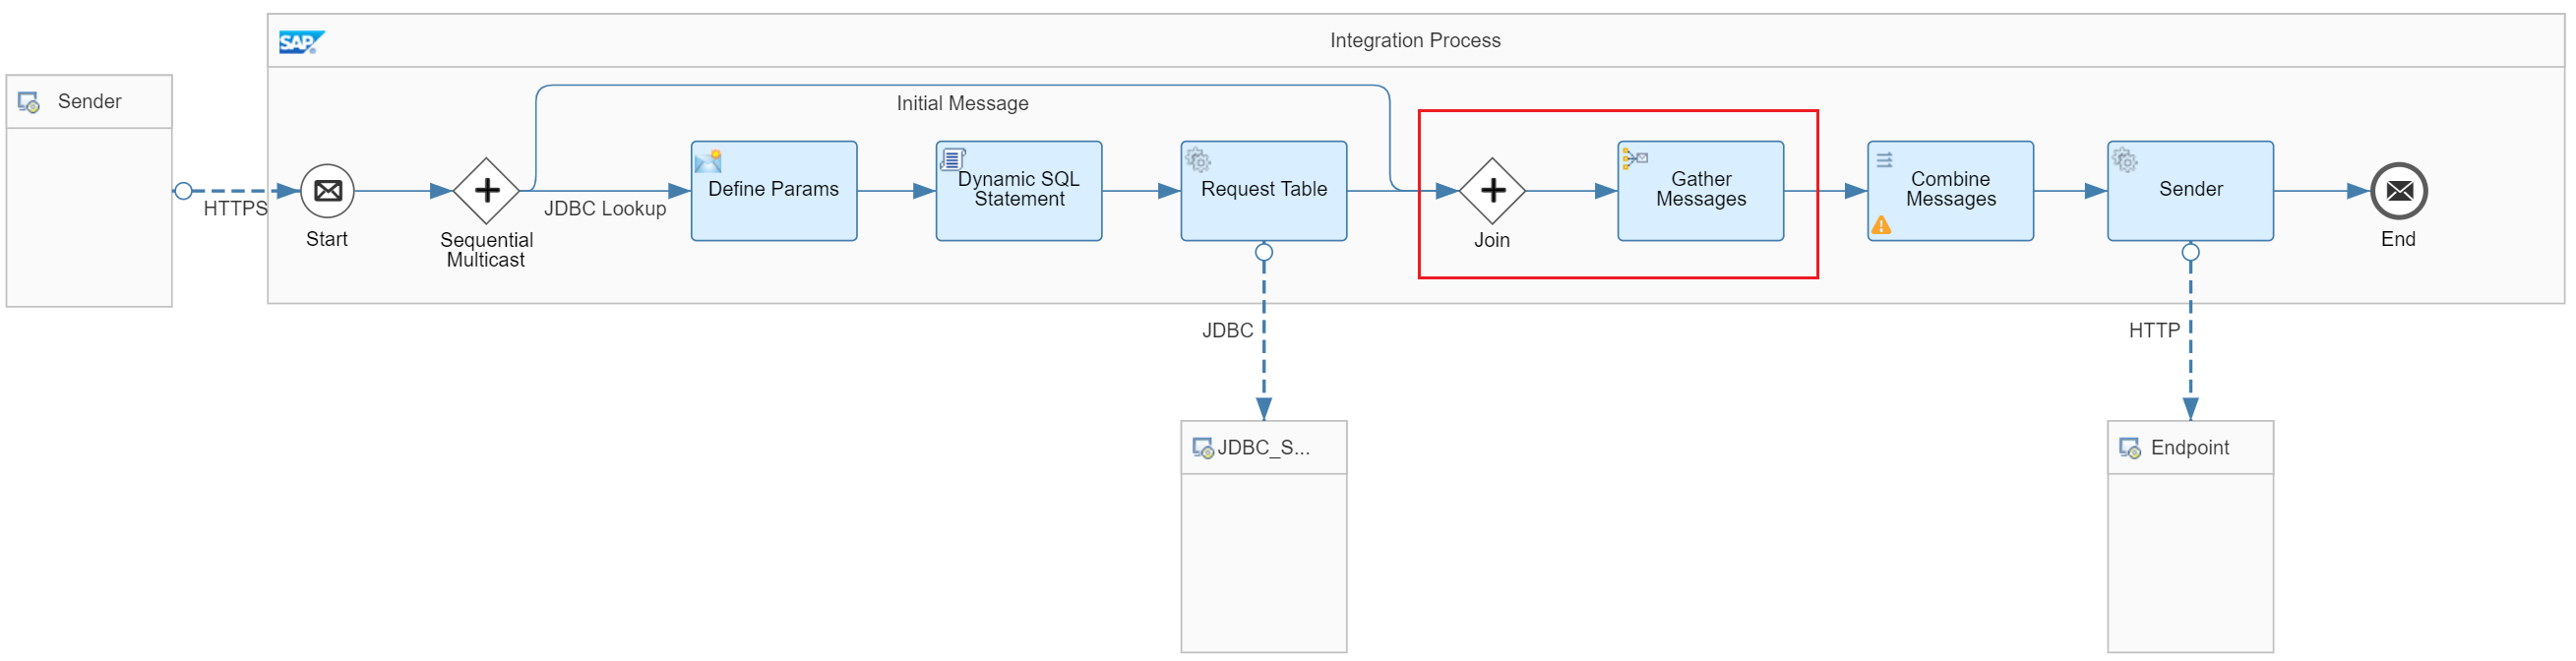 SAP
Integration Process
Sender
Initial Message
HTTPS
Start
Sequential
Multicast
JDBC Lookup
Define Params
Dynamic SQL
Statement
Request Table
Join
Gather
Messages
Combine
Messages
Sender
End
JDBC
HTTP
JDBC_S...
Endpoint